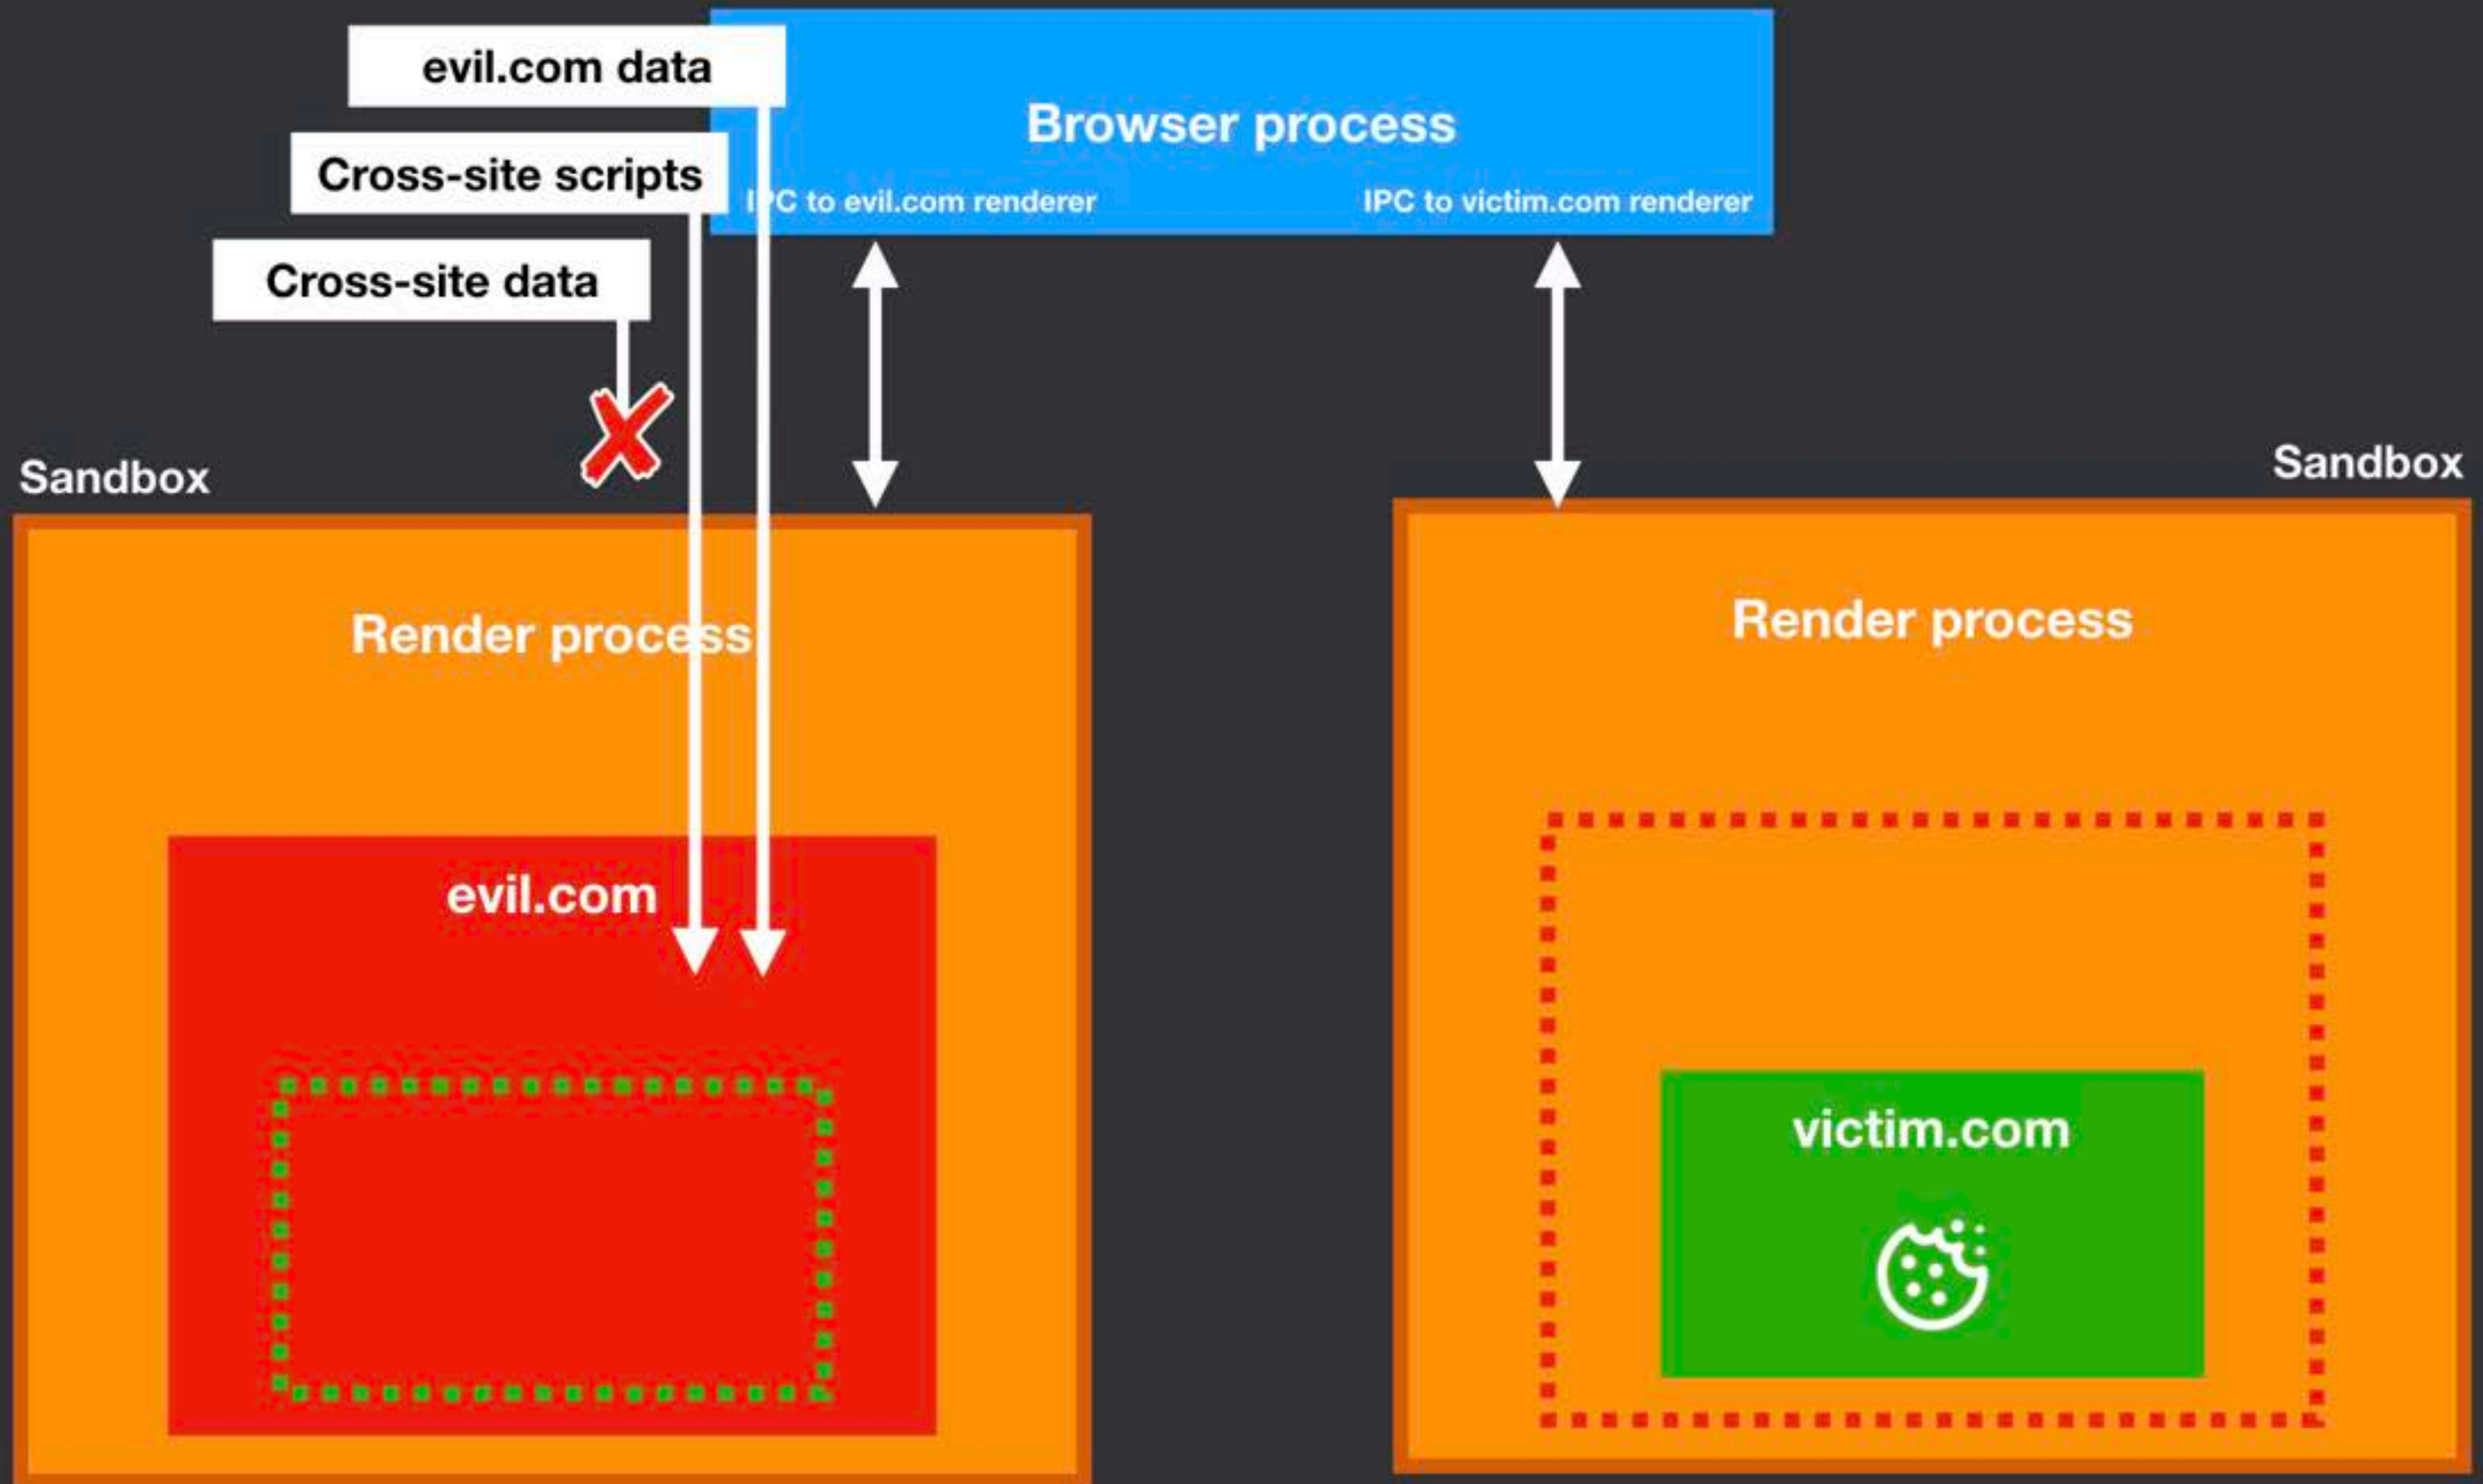 evil.com data
Browser process
Cross-site scripts
IPC to evil.com renderer
IPC to victim.com renderer
Cross-site data
Sandbox
Sandbox
Render process
Render process
evil.com
victim.com